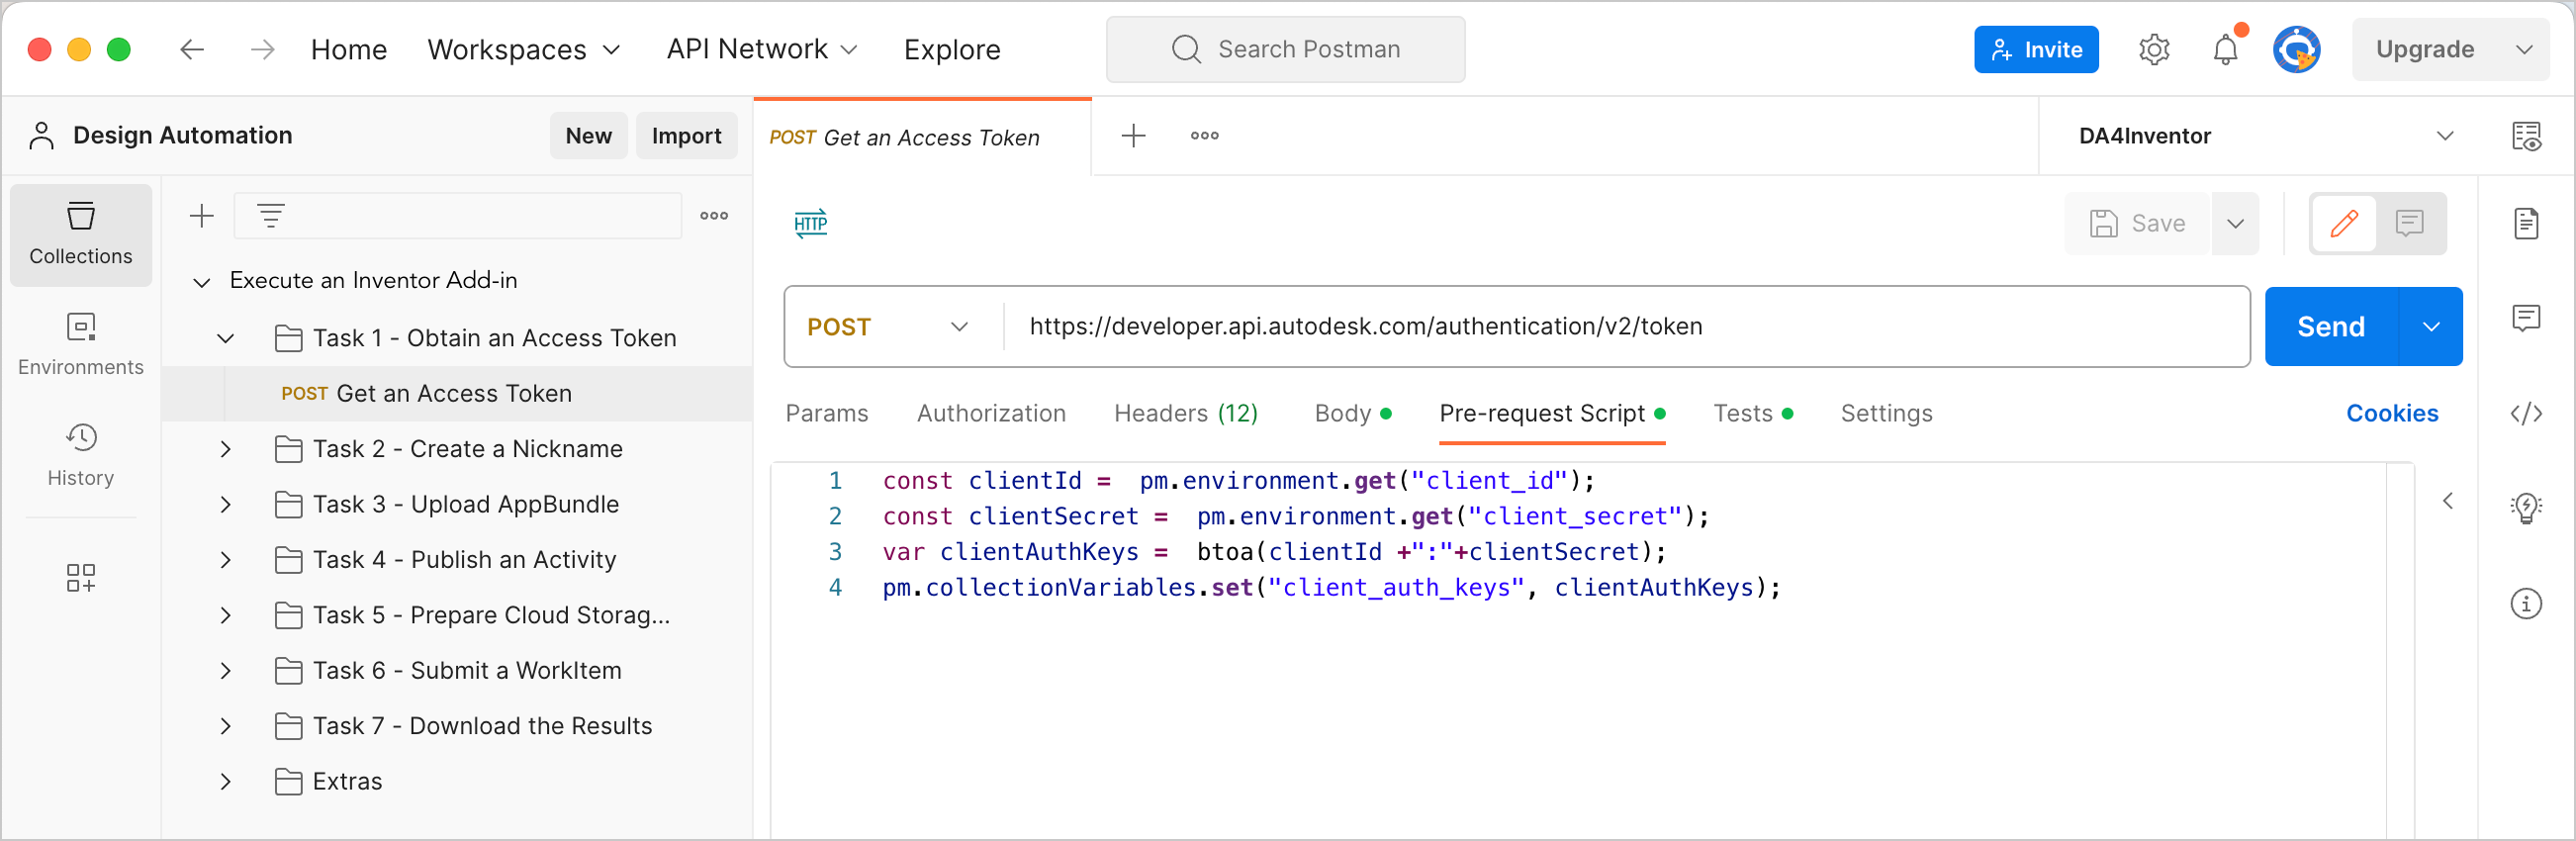 Home Workspaces API Network Explore Search Postman Invite Upgrade
Design Automation New Import
POST Get an Access Token
DA4Inventor
Collections
Environments
History
Execute an Inventor Add-in
Task 1 - Obtain an Access Token
POST Get an Access Token
Task 2 - Create a Nickname
Task 3 - Upload AppBundle
Task 4 - Publish an Activity
Task 5 - Prepare Cloud Storag...
Task 6 - Submit a WorkItem
Task 7 - Download the Results
Extras
HTTP
Save
POST https://developer.api.autodesk.com/authentication/v2/token Send
Params Authorization Headers (12) Body Pre-request Script Tests Settings Cookies
1 const clientId =  pm.environment.get("client_id");
2 const clientSecret =  pm.environment.get("client_secret");
3 var clientAuthKeys =  btoa(clientId +":"+clientSecret);
4 pm.collectionVariables.set("client_auth_keys", clientAuthKeys);